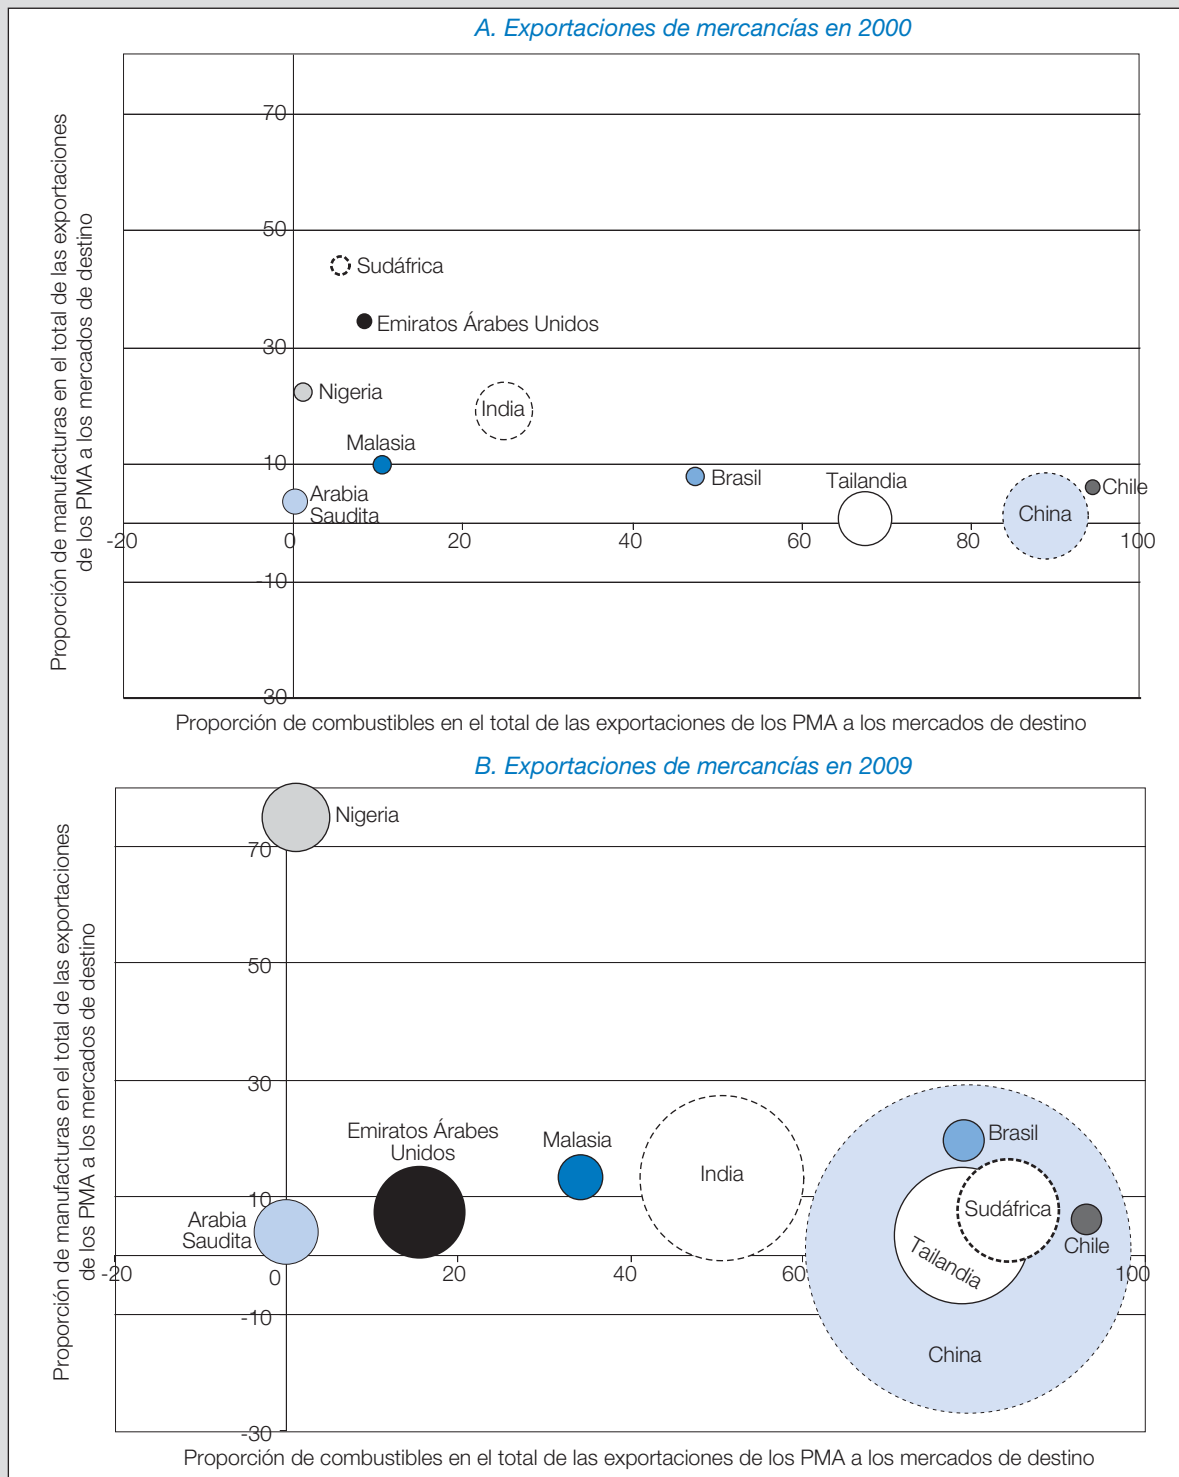 A. Exportaciones de mercancías en 2000
Proporción de manufacturas en el total de las exportaciones
de los PMA a los mercados de destino
70
50
Sudáfrica
Emiratos Árabes Unidos
30
Nigeria
India
Malasia
10
Brasil
Tailandia
Chile
Arabia
Saudita
China
-20
0
20
40
60
80
100
-10
-30
Proporción de combustibles en el total de las exportaciones de los PMA a los mercados de destino
B. Exportaciones de mercancías en 2009
Proporción de manufacturas en el total de las exportaciones
de los PMA a los mercados de destino
Nigeria
70
50
30
Emiratos Árabes
Unidos
Malasia
Brasil
India
10
Arabia
Saudita
Sudáfrica
Tailandia
Chile
-20
0
20
40
60
100
-10
China
-30
Proporción de combustibles en el total de las exportaciones de los PMA a los mercados de destino